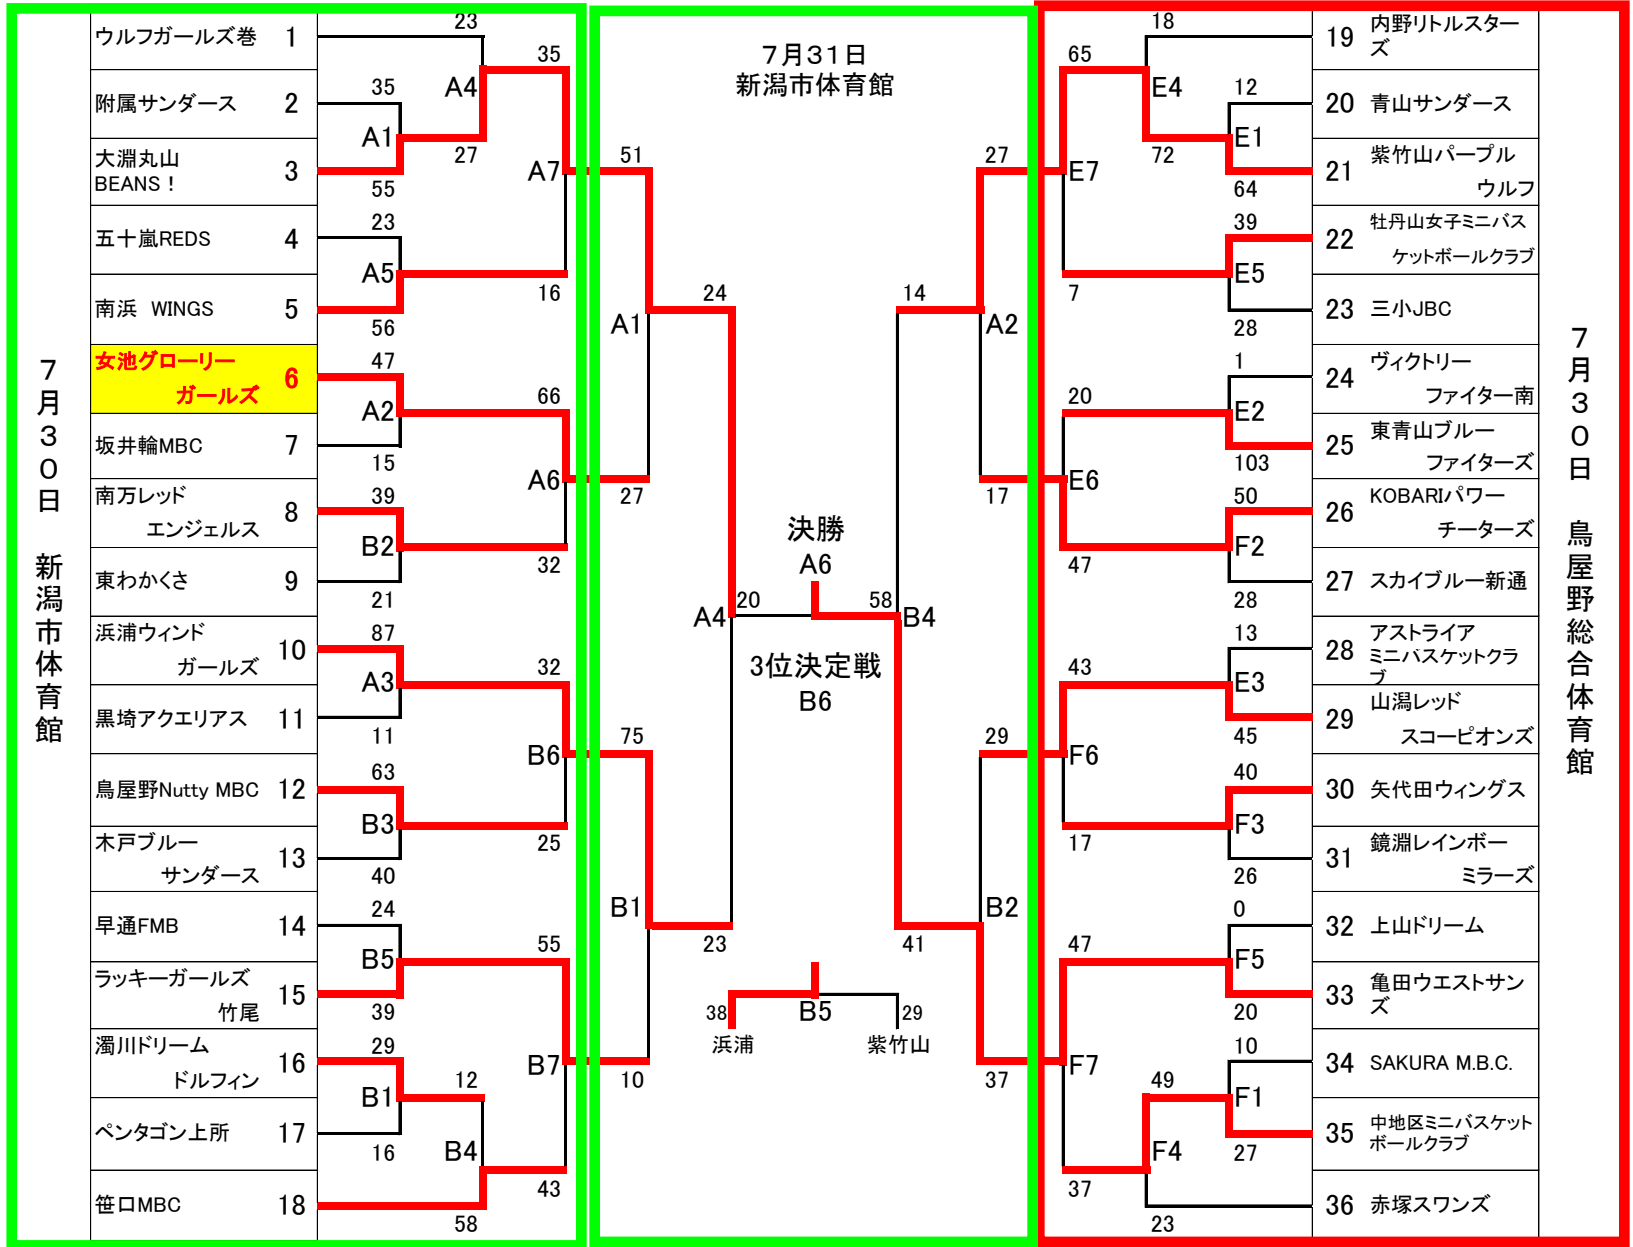 7月30日　新潟市体育館
ウルフガールズ巻 1
附属サンダース 2
大淵丸山
BEANS！ 3
五十嵐REDS 4
南浜　WINGS 5
女池グローリー
ガールズ 6
坂井輪MBC 7
南万レッド
エンジェルス 8
東わかくさ 9
浜浦ウィンド
ガールズ 10
黒埼アクエリアス 11
鳥屋野Nutty MBC 12
木戸ブルー
サンダース 13
早通FMB 14
ラッキーガールズ
竹尾 15
濁川ドリーム
ドルフィン 16
ペンタゴン上所 17
笹口MBC 18
23
35
A1
55
A4
27
23
A5
56
35
A7
16
47
A2
15
39
B2
21
66
A6
32
87
A3
11
63
B3
40
32
B6
25
24
B5
39
29
B1
16
12
B4
58
55
B7
43
7月31日
新潟市体育館
51
A1
27
75
B1
10
24
A4
23
決勝
A6
20
58
3位決定戦
B6
14
B4
41
27
A2
17
29
B2
37
38
B5
29
浜浦
紫竹山
65
E7
7
20
E6
47
43
F6
17
47
F7
37
18
E4
72
12
E1
64
39
E5
28
1
E2
103
50
F2
28
13
E3
45
40
F3
26
0
F5
20
10
F1
27
49
F4
23
19 内野リトルスター
ズ
20 青山サンダース
21 紫竹山パープル
ウルフ
22 牡丹山女子ミニバス
ケットボールクラブ
23 三小JBC
24 ヴィクトリー
ファイター南
25 東青山ブルー
ファイターズ
26 KOBARIパワー
チーターズ
27 スカイブルー新通
28 アストライア
ミニバスケットクラ
ブ
29 山潟レッド
スコーピオンズ
30 矢代田ウィングス
31 鏡淵レインボー
ミラーズ
32 上山ドリーム
33 亀田ウエストサン
ズ
34 SAKURA M.B.C.
35 中地区ミニバスケット
ボールクラブ
36 赤塚スワンズ
7月30日　鳥屋野総合体育館